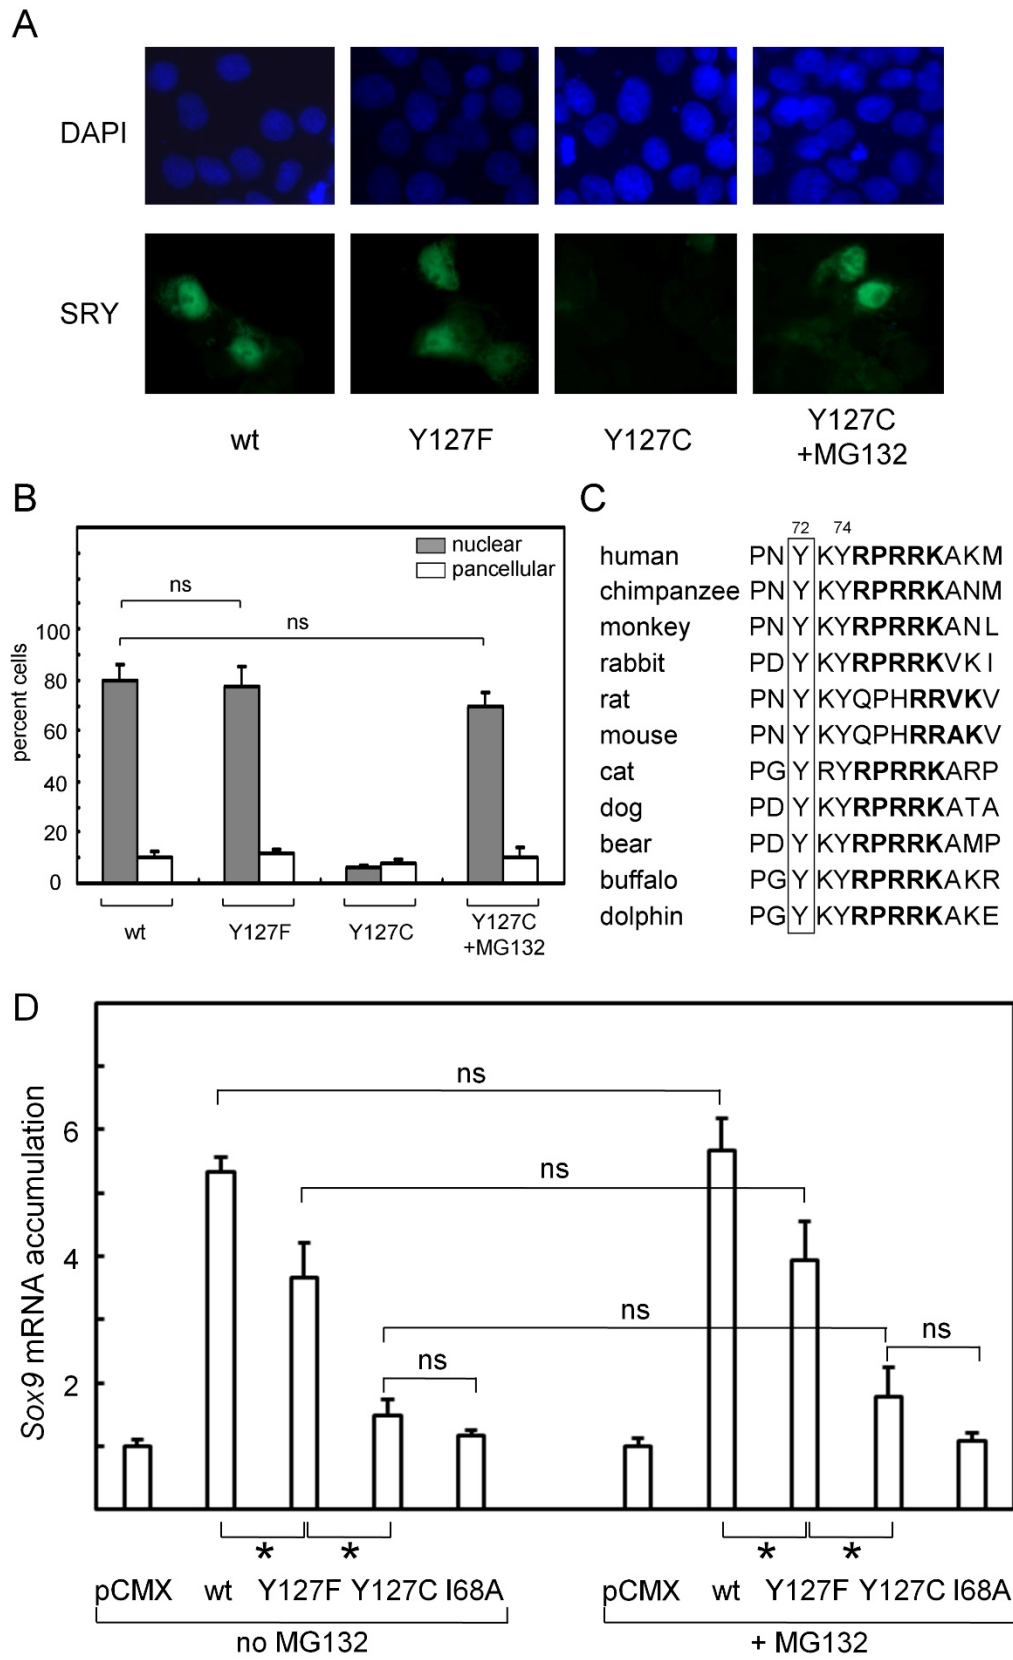 A
DAPI
SRY
wt
Y127F
Y127C
Y127C
+MG132
B
nuclear
pancellular
ns
ns
percent cells
100
80
60
40
20
0
wt
Y127F
Y127C
Y127C
+MG132
C
72 74
human PN Y KYRPRRKAKM
chimpanzee PN Y KYRPRRKANM
monkey PN Y KYRPRRKANL
rabbit PD Y KYRPRRKVKI
rat PN Y KYQPHRRVKV
mouse PN Y KYQPHRRAKV
cat PG Y RYRPRRKARP
dog PD Y KYRPRRKATA
bear PD Y KYRPRRKAMP
buffalo PG Y KYRPRRKAKR
dolphin PG Y KYRPRRKAKE
D
Sox9 mRNA accumulation
6
4
2
ns
ns
ns
ns
ns
* * * *
pCMX wt Y127F Y127C I68A pCMX wt Y127F Y127C I68A
no MG132 + MG132